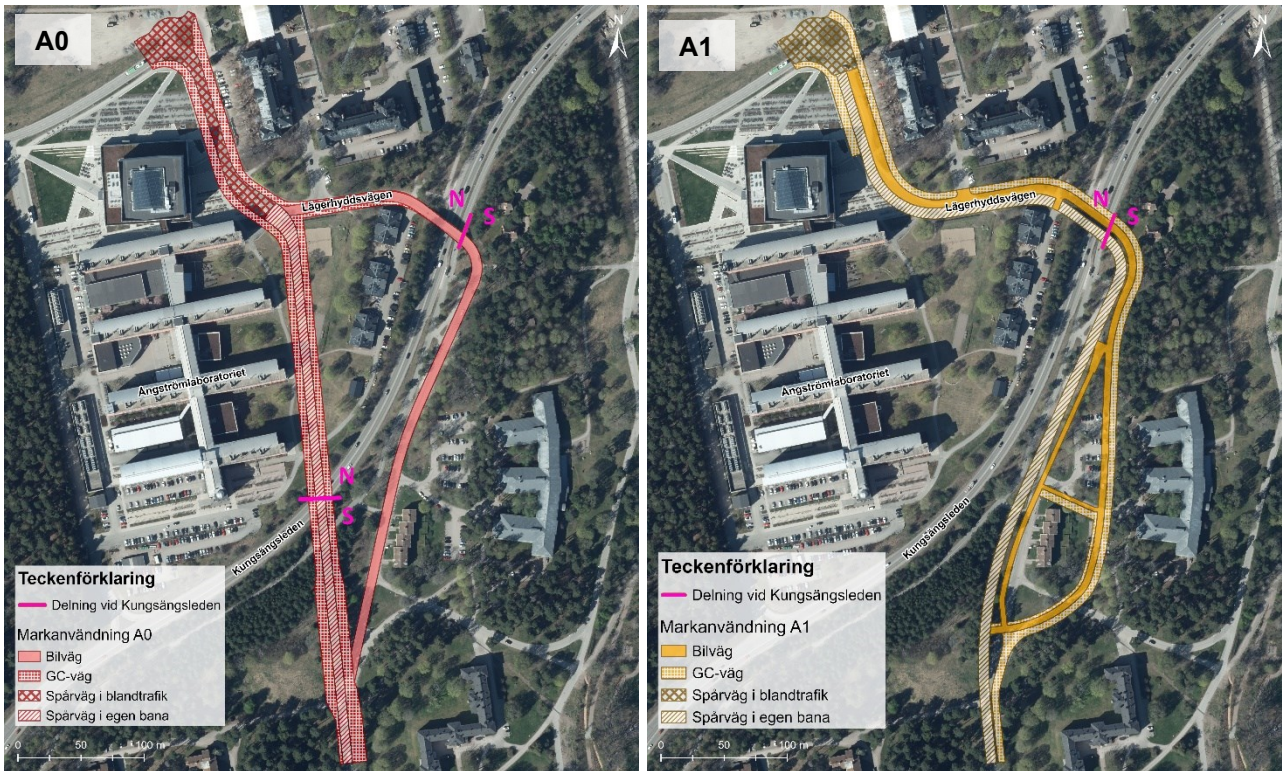 A0
N
N
S
Lägerhyddsvägen
Ångströmlaboratoriet
N
S
Kungsängsleden
Teckenförklaring
Delning vid Kungsängsleden
Markanvändning A0
Bilväg
GC-väg
Spårväg i blandtrafik
Spårväg i egen bana
0 50 100 m
A1
N
N
S
Lägerhyddsvägen
Ångströmlaboratoriet
Kungsängsleden
Teckenförklaring
Delning vid Kungsängsleden
Markanvändning A1
Bilväg
GC-väg
Spårväg i blandtrafik
Spårväg i egen bana
0 50 100 m